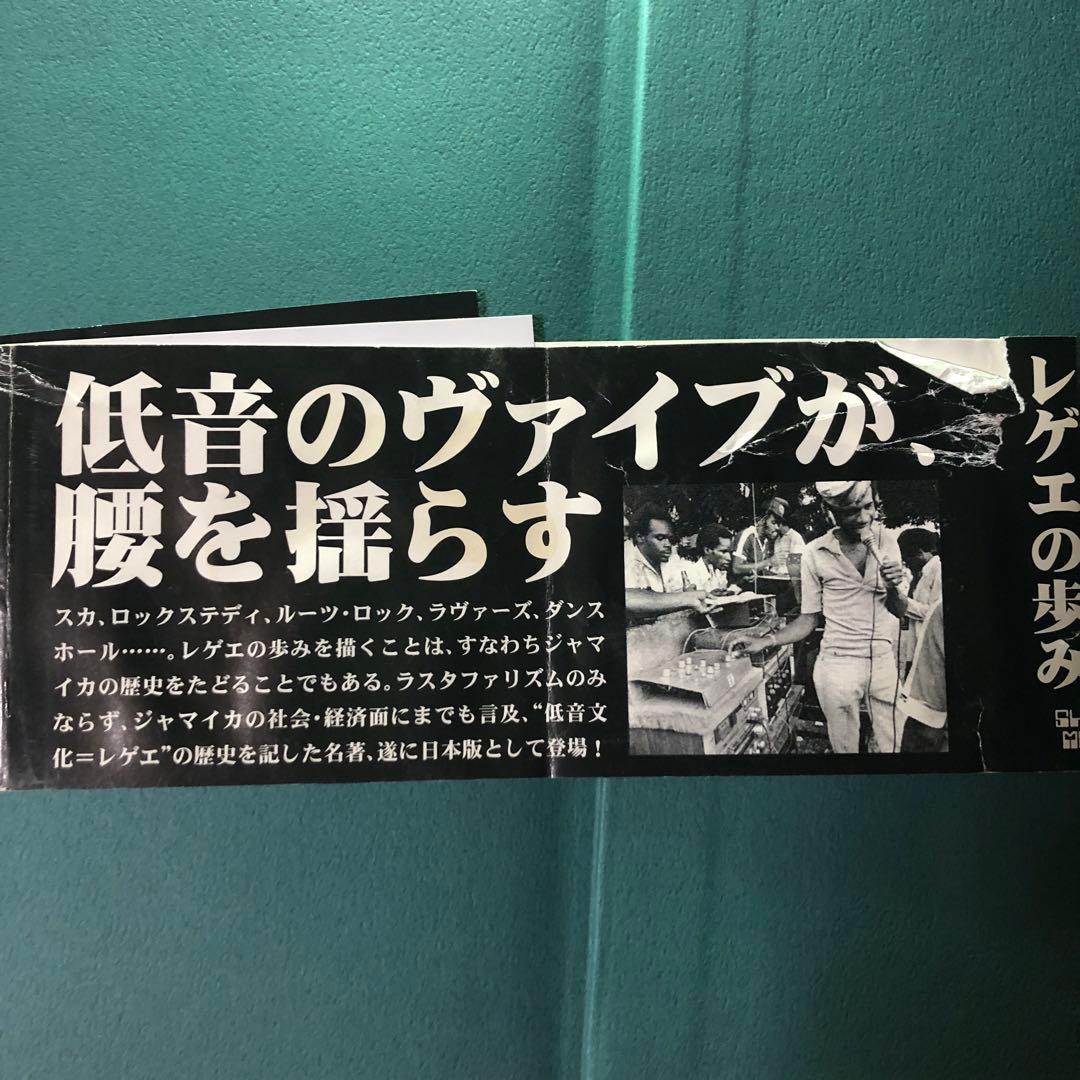 低音のヴァイブが、
腰を揺らす
スカ、ロックステディ、ルーツ・ロック、ラヴァーズ、ダンス
ホール……。レゲエの歩みを描くことは、すなわちジャマ
イカの歴史をたどることでもある。ラスタファリズムのみ
ならず、ジャマイカの社会・経済面にまでも言及、“低音文
化＝レゲエ”の歴史を記した名著、遂に日本版として登場！
レゲエの歩み